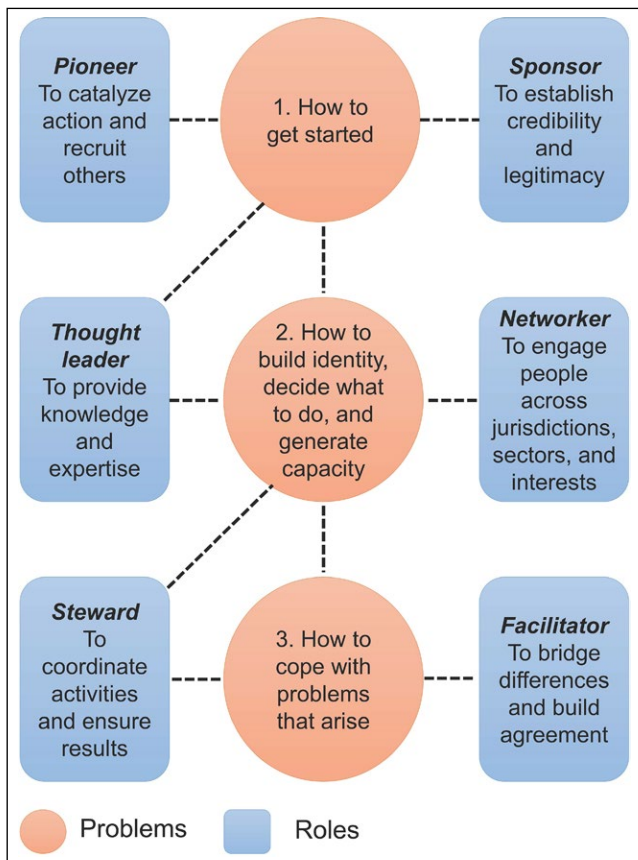 Pioneer
To catalyze
action and
recruit
others
1. How to
get started
Sponsor
To establish
credibility
and
legitimacy
Thought
leader
To provide
knowledge
and
expertise
2. How to
build identity,
decide what
to do, and
generate
capacity
Networker
To engage
people
across
jurisdictions,
sectors, and
interests
Steward
To
coordinate
activities
and ensure
results
3. How to
cope with
problems
that arise
Facilitator
To bridge
differences
and build
agreement
Problems
Roles